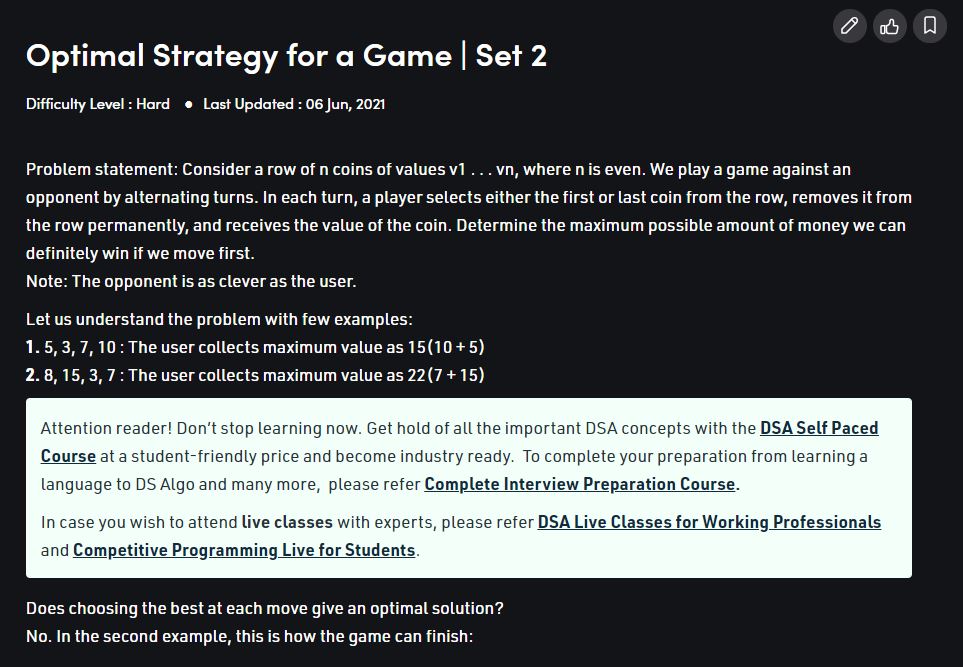 Optimal Strategy for a Game | Set 2
Difficulty Level : Hard ● Last Updated : 06 Jun, 2021
Problem statement: Consider a row of n coins of values v1 . . . vn, where n is even. We play a game against an
opponent by alternating turns. In each turn, a player selects either the first or last coin from the row, removes it from
the row permanently, and receives the value of the coin. Determine the maximum possible amount of money we can
definitely win if we move first.
Note: The opponent is as clever as the user.
Let us understand the problem with few examples:
1. 5, 3, 7, 10 : The user collects maximum value as 15(10 + 5)
2. 8, 15, 3, 7 : The user collects maximum value as 22(7 + 15)
Attention reader! Don’t stop learning now. Get hold of all the important DSA concepts with the DSA Self Paced
Course at a student-friendly price and become industry ready. To complete your preparation from learning a
language to DS Algo and many more, please refer Complete Interview Preparation Course.
In case you wish to attend live classes with experts, please refer DSA Live Classes for Working Professionals
and Competitive Programming Live for Students.
Does choosing the best at each move give an optimal solution?
No. In the second example, this is how the game can finish: